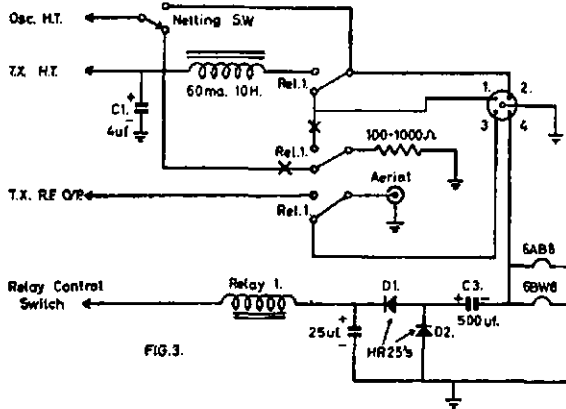 Osc. H.T.
Netting S.W
T.X. H.T.
60ma. 10H.
Rel.1.
1.
2.
3
4
C1.
+
-
4uf.
Rel.1.
100-1000Ω
Aerial
T.X. R.F. O/P.
Rel.1
6AB8
Relay Control
Switch
Relay 1.
D1.
C3.
+
-
6BW6
500uf.
+
25uf.
-
D2.
HR25's
FIG.3.